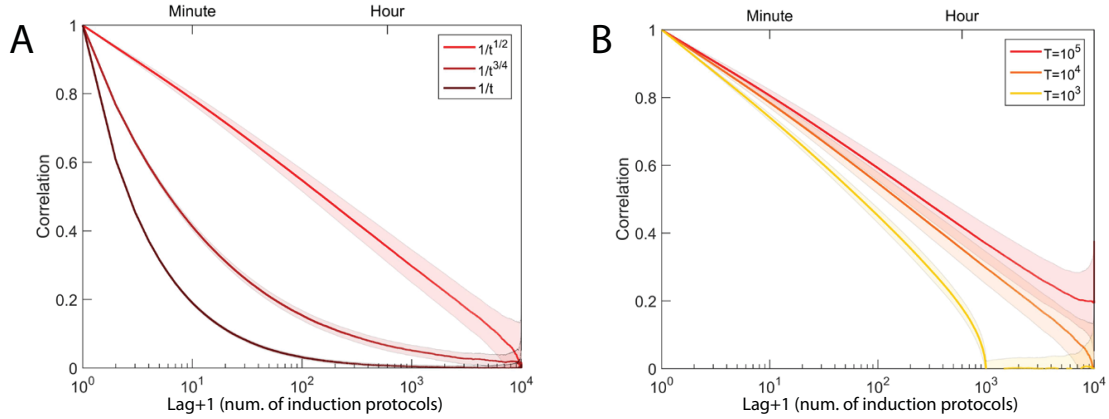 A
Minute Hour
1/t^{1/2}
1/t^{3/4}
1/t
Correlation
1
0.8
0.6
0.4
0.2
0
10^0 10^1 10^2 10^3 10^4
Lag+1 (num. of induction protocols)
B
Minute Hour
T=10^5
T=10^4
T=10^3
Correlation
1
0.8
0.6
0.4
0.2
0
10^0 10^1 10^2 10^3 10^4
Lag+1 (num. of induction protocols)